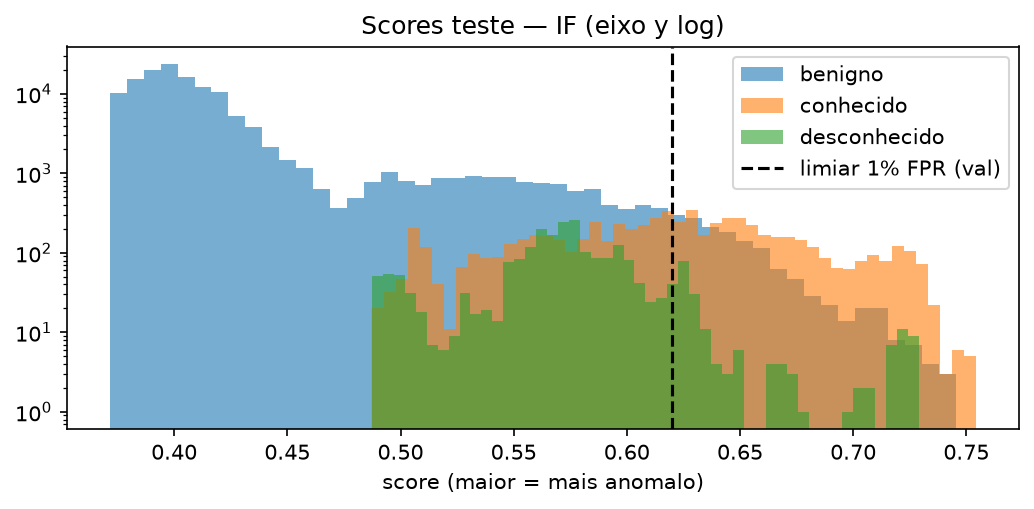 Scores teste — IF (eixo y log)
benigno
conhecido
desconhecido
limiar 1% FPR (val)
10⁴
10³
10²
10¹
10⁰
0.40 0.45 0.50 0.55 0.60 0.65 0.70 0.75
score (maior = mais anomalo)